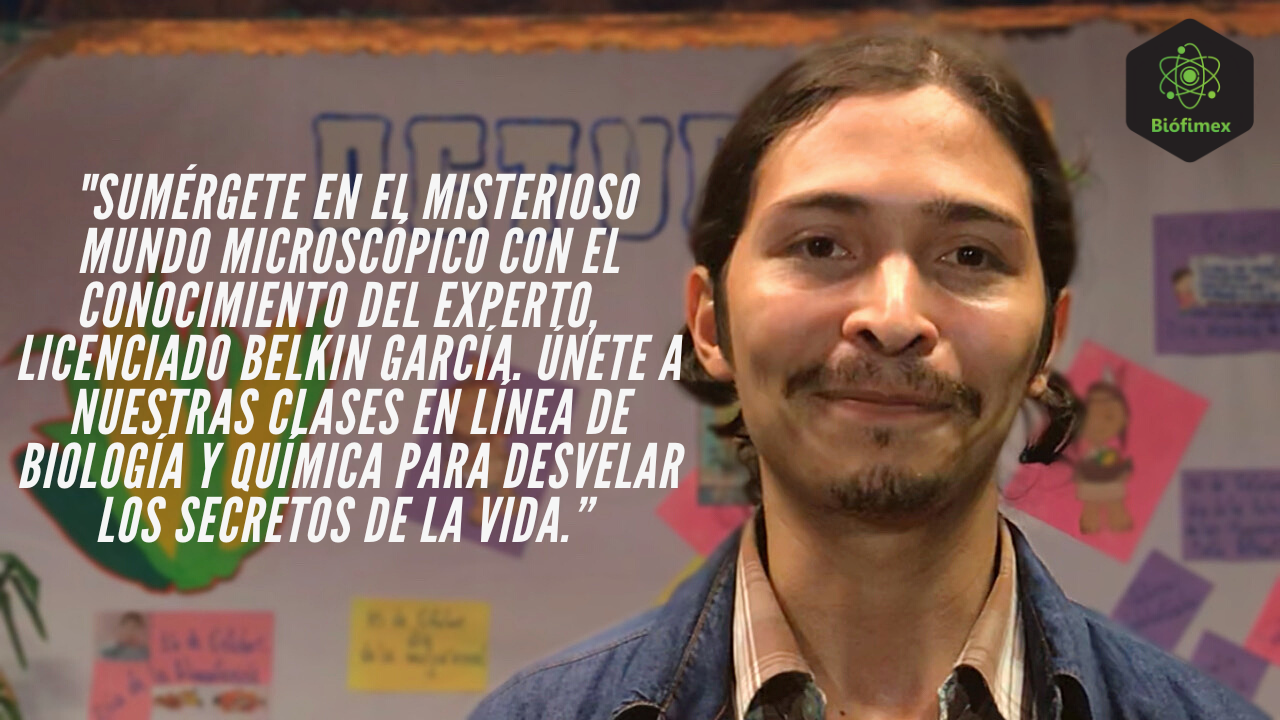 "SUMÉRGETE EN EL MISTERIOSO
MUNDO MICROSCÓPICO CON EL
CONOCIMIENTO DEL EXPERTO,
LICENCIADO BELKIN GARCÍA. ÚNETE A
NUESTRAS CLASES EN LÍNEA DE
BIOLOGÍA Y QUÍMICA PARA DESVELAR
LOS SECRETOS DE LA VIDA.”
Biófimex